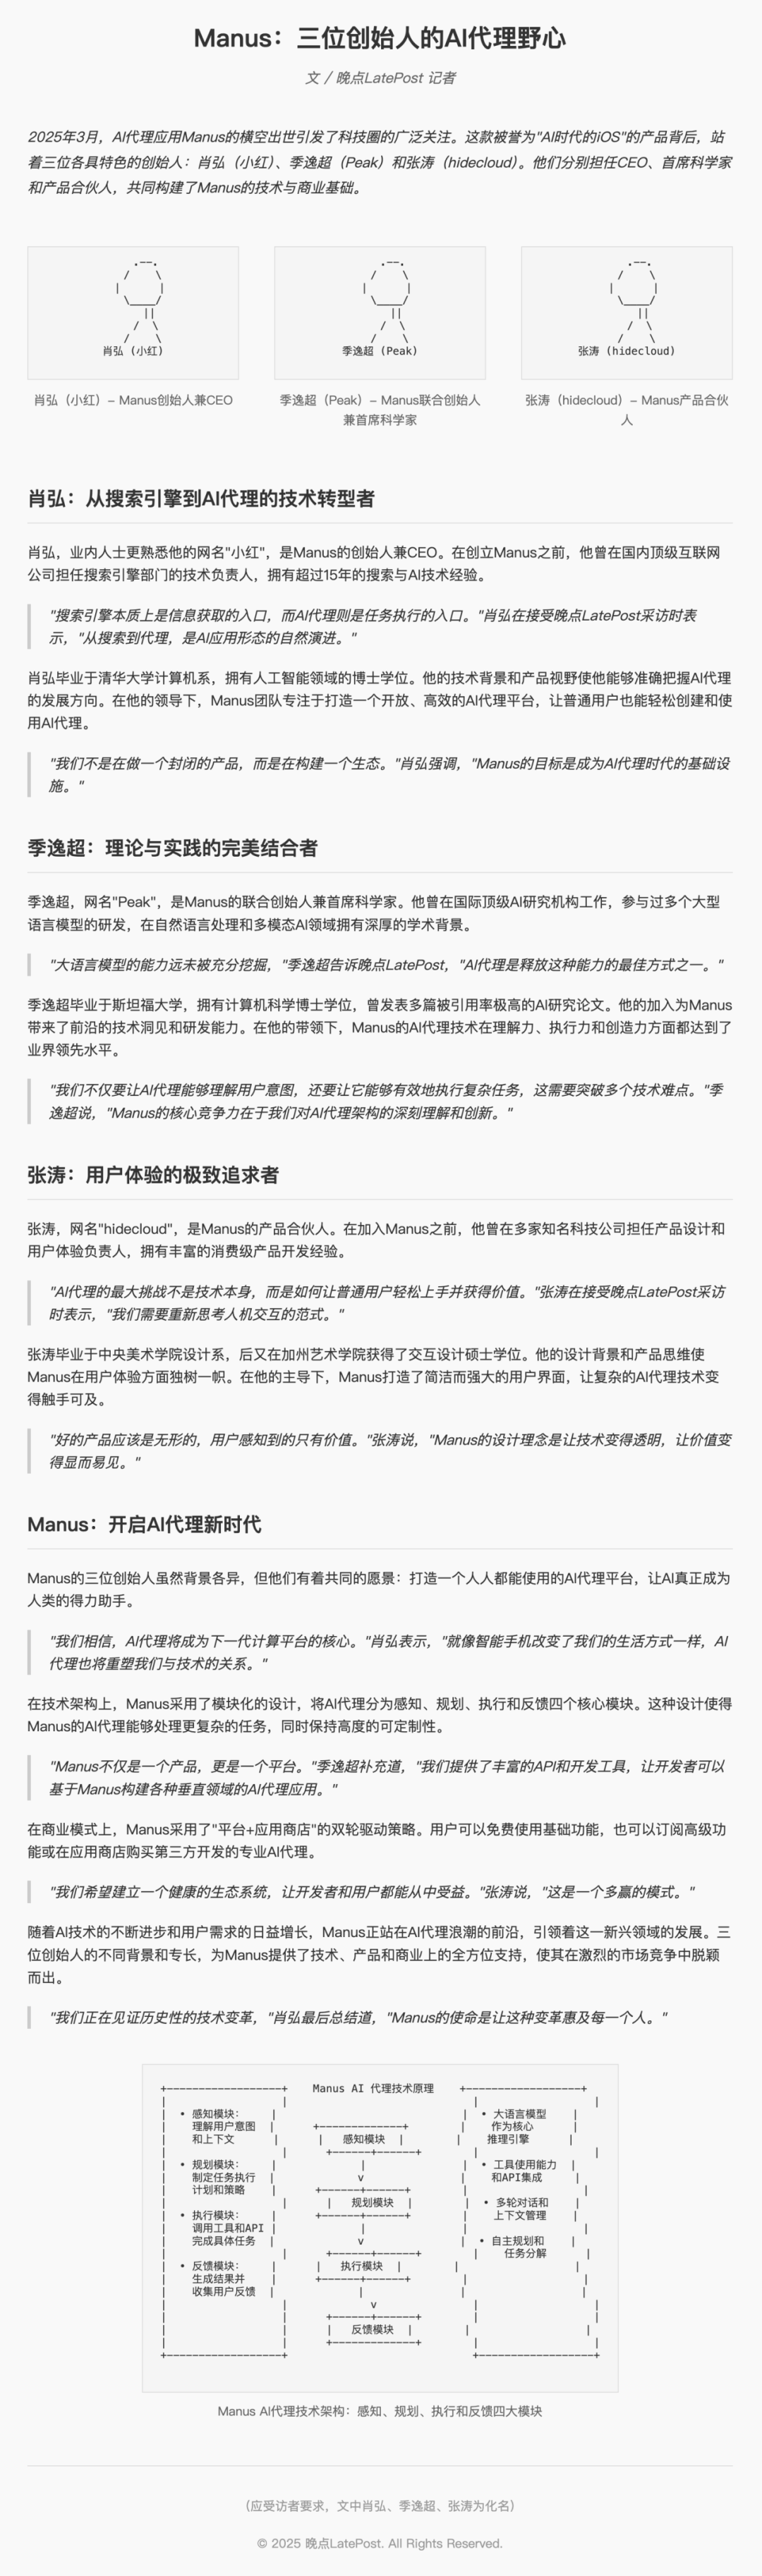 Manus：三位创始人的AI代理野心
文 / 晚点LatePost 记者
2025年3月，AI代理应用Manus的横空出世引发了科技圈的广泛关注。这款被誉为"AI时代的iOS"的产品背后，站
着三位各具特色的创始人：肖弘（小红）、季逸超（Peak）和张涛（hidecloud）。他们分别担任CEO、首席科学家
和产品合伙人，共同构建了Manus的技术与商业基础。
肖弘 (小红)
季逸超 (Peak)
张涛 (hidecloud)
肖弘（小红）- Manus创始人兼CEO
季逸超（Peak）- Manus联合创始人
兼首席科学家
张涛（hidecloud）- Manus产品合伙
人
肖弘：从搜索引擎到AI代理的技术转型者
肖弘，业内人士更熟悉他的网名"小红"，是Manus的创始人兼CEO。在创立Manus之前，他曾在国内顶级互联网
公司担任搜索引擎部门的技术负责人，拥有超过15年的搜索与AI技术经验。
"搜索引擎本质上是信息获取的入口，而AI代理则是任务执行的入口。"肖弘在接受晚点LatePost采访时表
示，"从搜索到代理，是AI应用形态的自然演进。"
肖弘毕业于清华大学计算机系，拥有人工智能领域的博士学位。他的技术背景和产品视野使他能够准确把握AI代理
的发展方向。在他的领导下，Manus团队专注于打造一个开放、高效的AI代理平台，让普通用户也能轻松创建和使
用AI代理。
"我们不是在做一个封闭的产品，而是在构建一个生态。"肖弘强调，"Manus的目标是成为AI代理时代的基础设
施。"
季逸超：理论与实践的完美结合者
季逸超，网名"Peak"，是Manus的联合创始人兼首席科学家。他曾在国际顶级AI研究机构工作，参与过多个大型
语言模型的研发，在自然语言处理和多模态AI领域拥有深厚的学术背景。
"大语言模型的能力远未被充分挖掘，"季逸超告诉晚点LatePost，"AI代理是释放这种能力的最佳方式之一。"
季逸超毕业于斯坦福大学，拥有计算机科学博士学位，曾发表多篇被引用率极高的AI研究论文。他的加入为Manus
带来了前沿的技术洞见和研发能力。在他的带领下，Manus的AI代理技术在理解力、执行力和创造力方面都达到了
业界领先水平。
"我们不仅要让AI代理能够理解用户意图，还要让它能够有效地执行复杂任务，这需要突破多个技术难点。"季
逸超说，"Manus的核心竞争力在于我们对AI代理架构的深刻理解和创新。"
张涛：用户体验的极致追求者
张涛，网名"hidecloud"，是Manus的产品合伙人。在加入Manus之前，他曾在多家知名科技公司担任产品设计和
用户体验负责人，拥有丰富的消费级产品开发经验。
"AI代理的最大挑战不是技术本身，而是如何让普通用户轻松上手并获得价值。"张涛在接受晚点LatePost采访
时表示，"我们需要重新思考人机交互的范式。"
张涛毕业于中央美术学院设计系，后又在加州艺术学院获得了交互设计硕士学位。他的设计背景和产品思维使
Manus在用户体验方面独树一帜。在他的主导下，Manus打造了简洁而强大的用户界面，让复杂的AI代理技术变
得触手可及。
"好的产品应该是无形的，用户感知到的只有价值。"张涛说，"Manus的设计理念是让技术变得透明，让价值变
得显而易见。"
Manus：开启AI代理新时代
Manus的三位创始人虽然背景各异，但他们有着共同的愿景：打造一个人人都能使用的AI代理平台，让AI真正成为
人类的得力助手。
"我们相信，AI代理将成为下一代计算平台的核心。"肖弘表示，"就像智能手机改变了我们的生活方式一样，AI
代理也将重塑我们与技术的关系。"
在技术架构上，Manus采用了模块化的设计，将AI代理分为感知、规划、执行和反馈四个核心模块。这种设计使得
Manus的AI代理能够处理更复杂的任务，同时保持高度的可定制性。
"Manus不仅是一个产品，更是一个平台。"季逸超补充道，"我们提供了丰富的API和开发工具，让开发者可以
基于Manus构建各种垂直领域的AI代理应用。"
在商业模式上，Manus采用了"平台+应用商店"的双轮驱动策略。用户可以免费使用基础功能，也可以订阅高级功
能或在应用商店购买第三方开发的专业AI代理。
"我们希望建立一个健康的生态系统，让开发者和用户都能从中受益。"张涛说，"这是一个多赢的模式。"
随着AI技术的不断进步和用户需求的日益增长，Manus正站在AI代理浪潮的前沿，引领着这一新兴领域的发展。三
位创始人的不同背景和专长，为Manus提供了技术、产品和商业上的全方位支持，使其在激烈的市场竞争中脱颖
而出。
"我们正在见证历史性的技术变革，"肖弘最后总结道，"Manus的使命是让这种变革惠及每一个人。"
Manus AI 代理技术原理
• 感知模块：
理解用户意图
和上下文
• 规划模块：
制定任务执行
计划和策略
• 执行模块：
调用工具和API
完成具体任务
• 反馈模块：
生成结果并
收集用户反馈
感知模块
v
规划模块
v
执行模块
v
反馈模块
• 大语言模型
作为核心
推理引擎
• 工具使用能力
和API集成
• 多轮对话和
上下文管理
• 自主规划和
任务分解
Manus AI代理技术架构：感知、规划、执行和反馈四大模块
（应受访者要求，文中肖弘、季逸超、张涛为化名）
© 2025 晚点LatePost. All Rights Reserved.